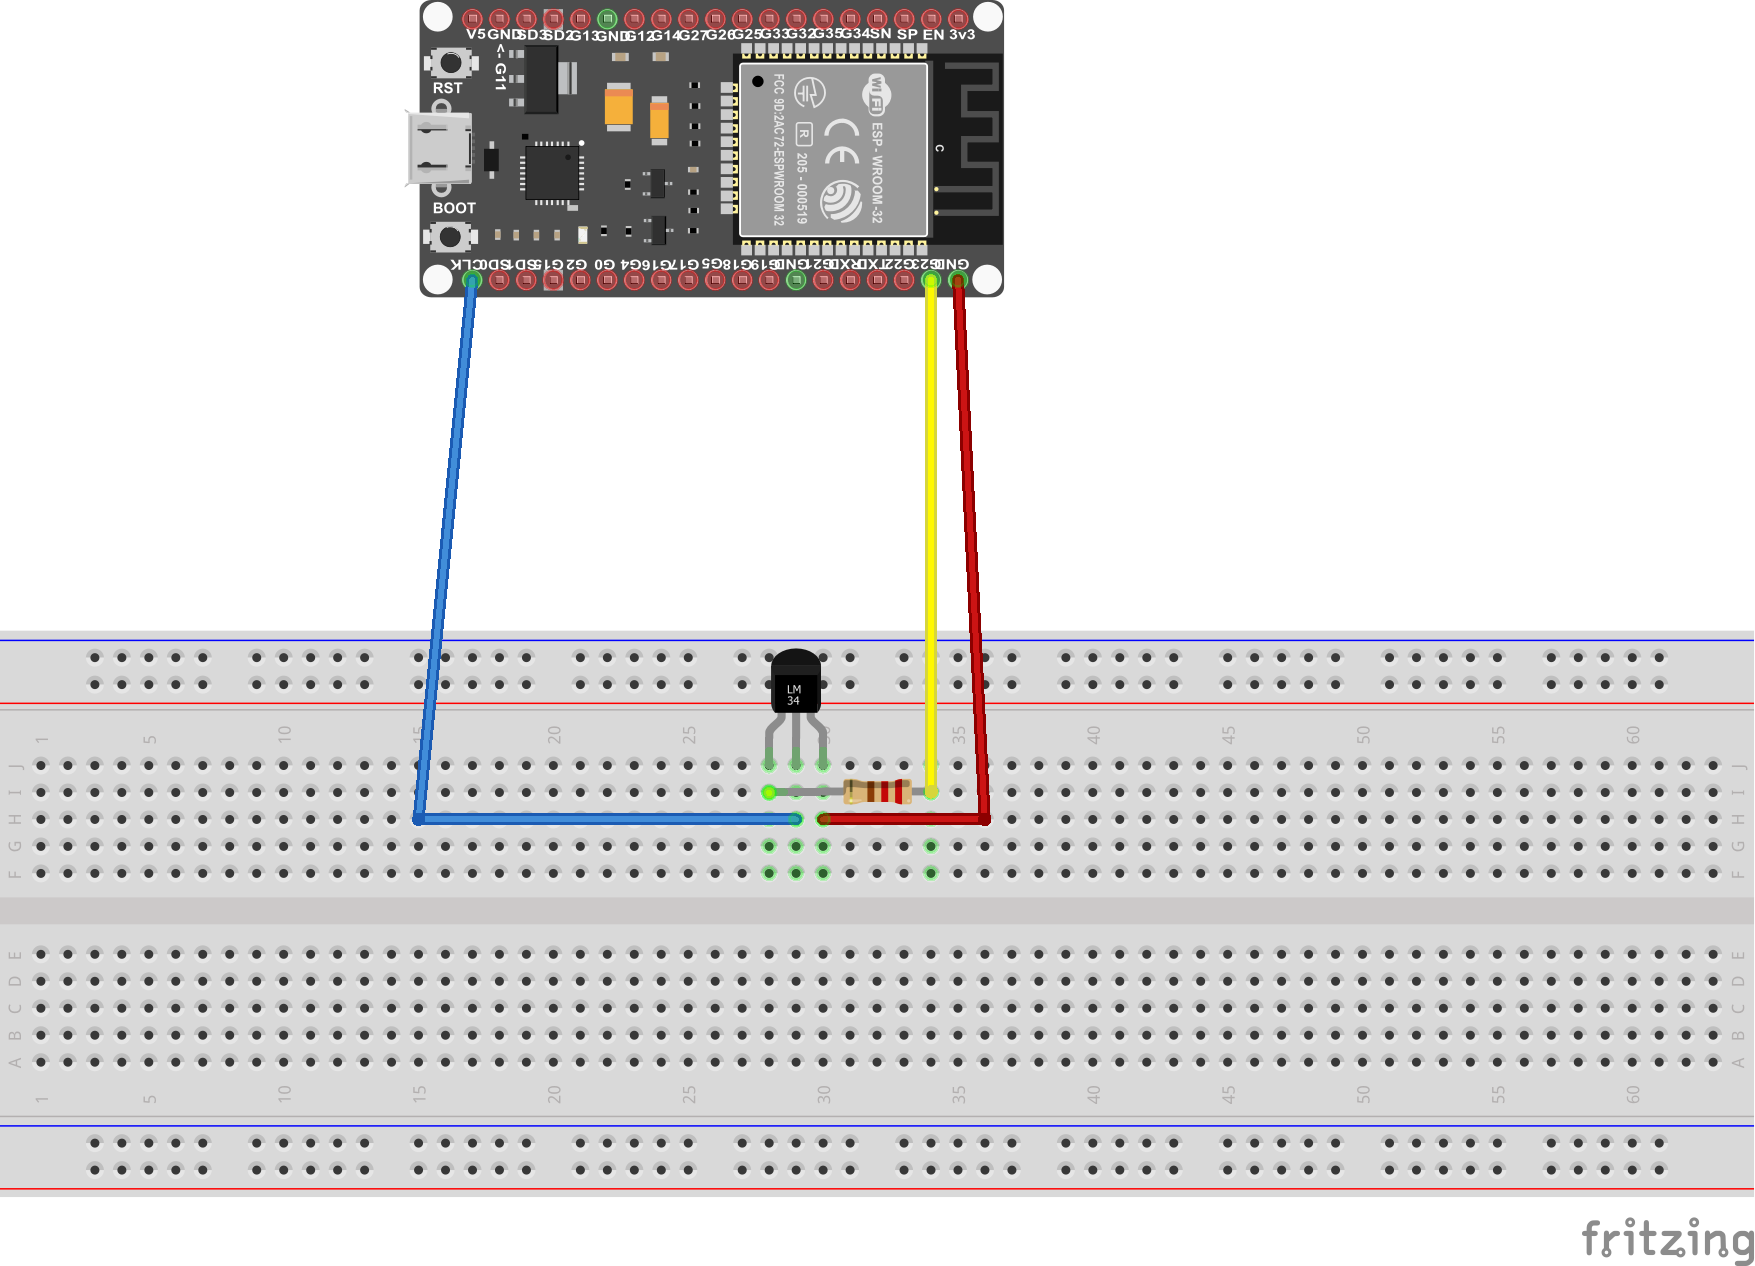 V5 GND SD3 SD2 G13 GND G12 G14 G27 G26 G25 G33 G32 G35 G34 SN SP EN 3v3
<- G11
RST
BOOT
FCC 9D:2AC72-ESPWROOM 32
R
205 - 000519
CE
Wi Fi
ESP - WROOM -32
C
CLK SD0 SD1 G15 G2 G0 G4 G16 G17 G5 G18 G19 GND G21 RXD TXD G22 G23 GND
LM
34
1 5 10 15 20 25 30 35 40 45 50 55 60
J J
I I
H H
G G
F F
E E
D D
C C
B B
A A
1 5 10 15 20 25 30 35 40 45 50 55 60
fritzing